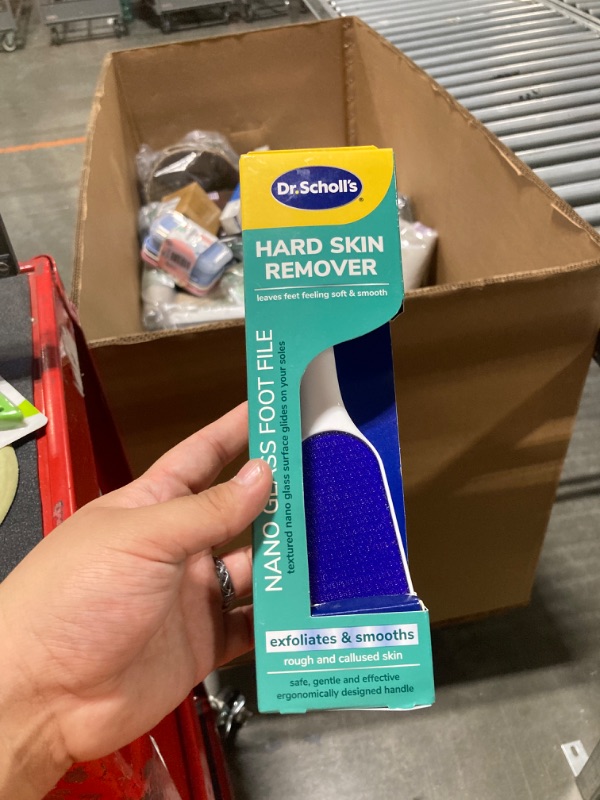 Dr.Scholl's®
HARD SKIN
REMOVER
leaves feet feeling soft & smooth
NANO GLASS FOOT FILE
textured nano glass surface glides on your soles
exfoliates & smooths
rough and callused skin
safe, gentle and effective
ergonomically designed handle